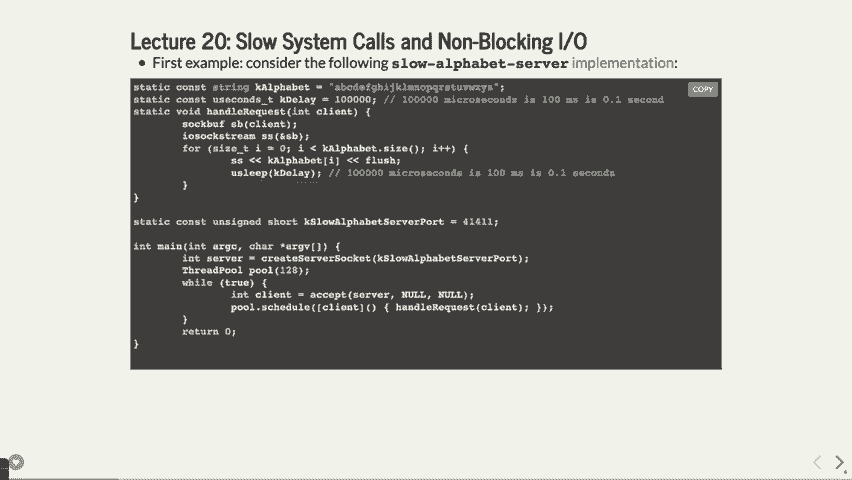 Lecture 20: Slow System Calls and Non-Blocking I/O
• First example: consider the following slow-alphabet-server implementation:
COPY
static const string kAlphabet = "abcdefghijklmnopqrstuvwxyz";
static const useconds_t kDelay = 100000; // 100000 microseconds is 100 ms is 0.1 second
static void handleRequest(int client) {
sockbuf sb(client);
iosockstream ss(&sb);
for (size_t i = 0; i < kAlphabet.size(); i++) {
ss << kAlphabet[i] << flush;
usleep(kDelay); // 100000 microseconds is 100 ms is 0.1 seconds
}
}
static const unsigned short kSlowAlphabetServerPort = 41411;
int main(int argc, char *argv[]) {
int server = createServerSocket(kSlowAlphabetServerPort);
ThreadPool pool(128);
while (true) {
int client = accept(server, NULL, NULL);
pool.schedule([client]() { handleRequest(client); });
}
return 0;
}